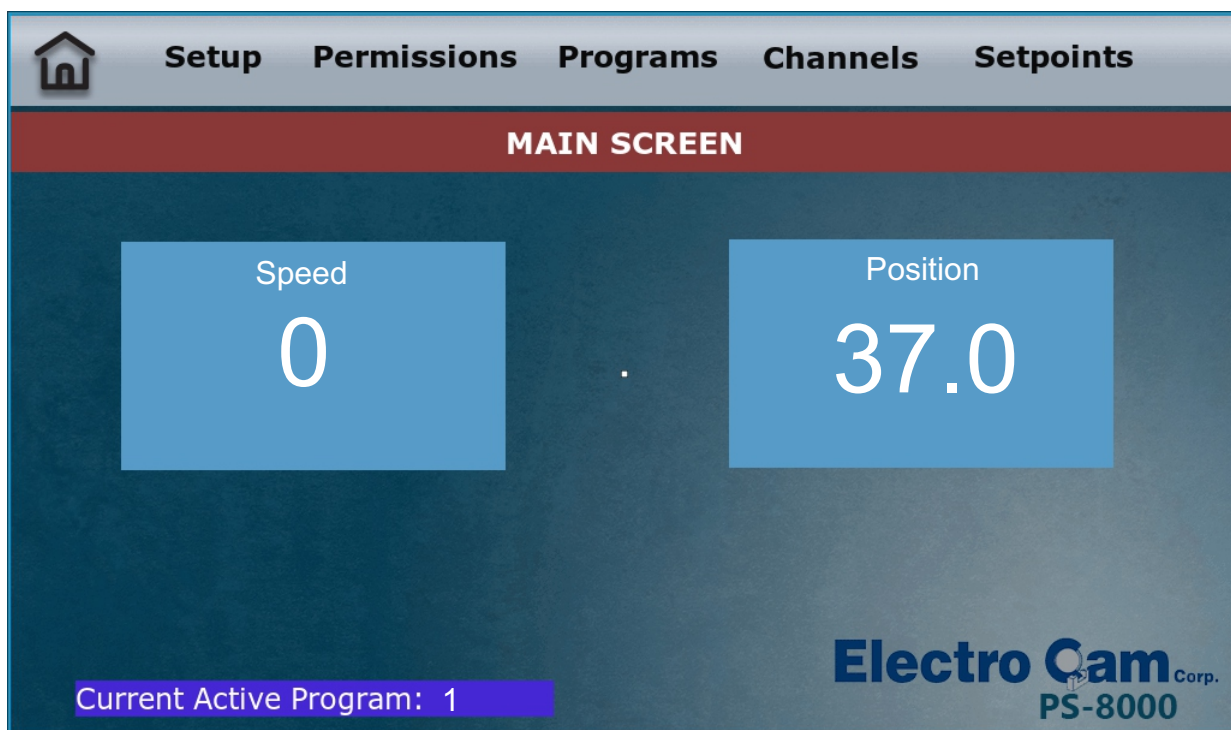 Setup Permissions Programs Channels Setpoints
MAIN SCREEN
Speed
0
.
Position
37.0
Current Active Program: 1
Electro Cam Corp.
PS-8000